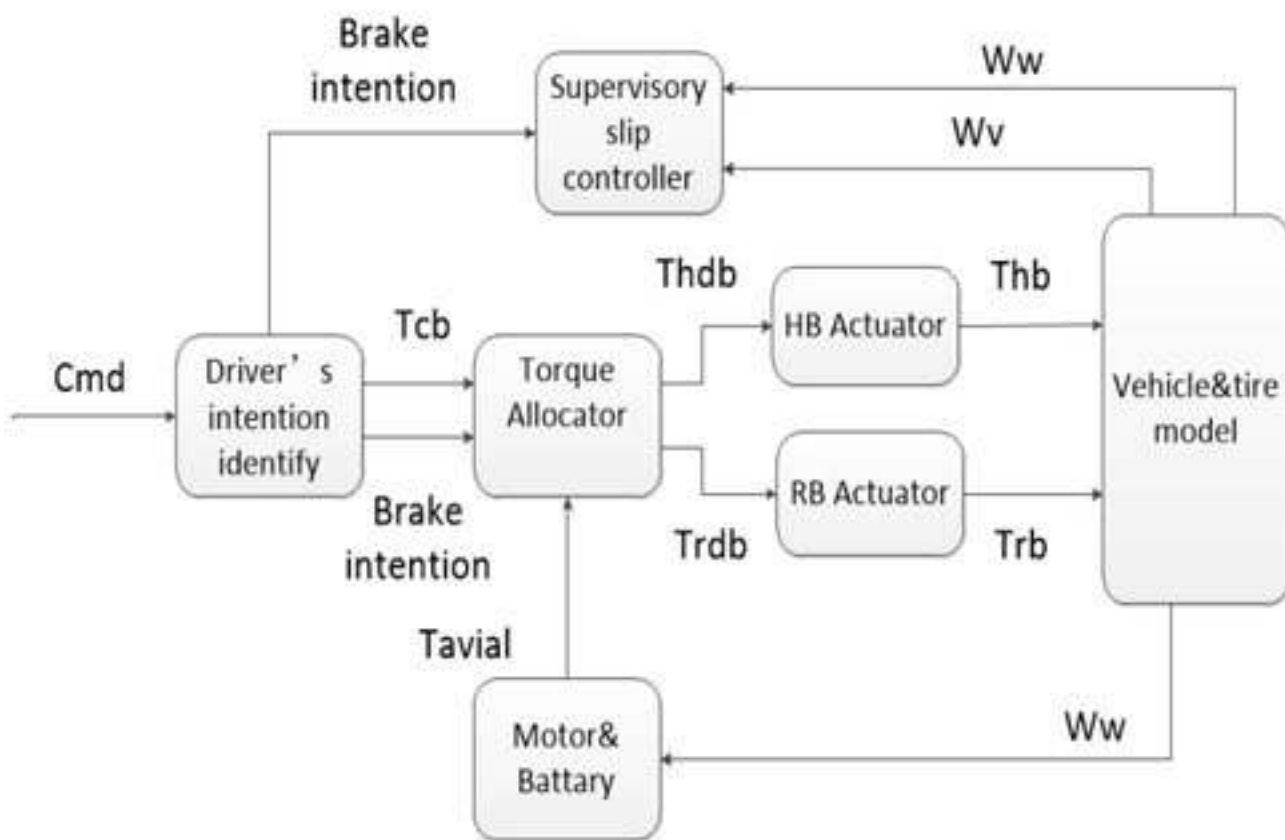 Brake
intention
Supervisory
slip
controller
Ww
Wv
Thdb
HB Actuator
Thb
Cmd
Driver’s
intention
identify
Tcb
Torque
Allocator
Vehicle&tire
model
Brake
intention
Trdb
RB Actuator
Trb
Tavial
Motor&
Battary
Ww